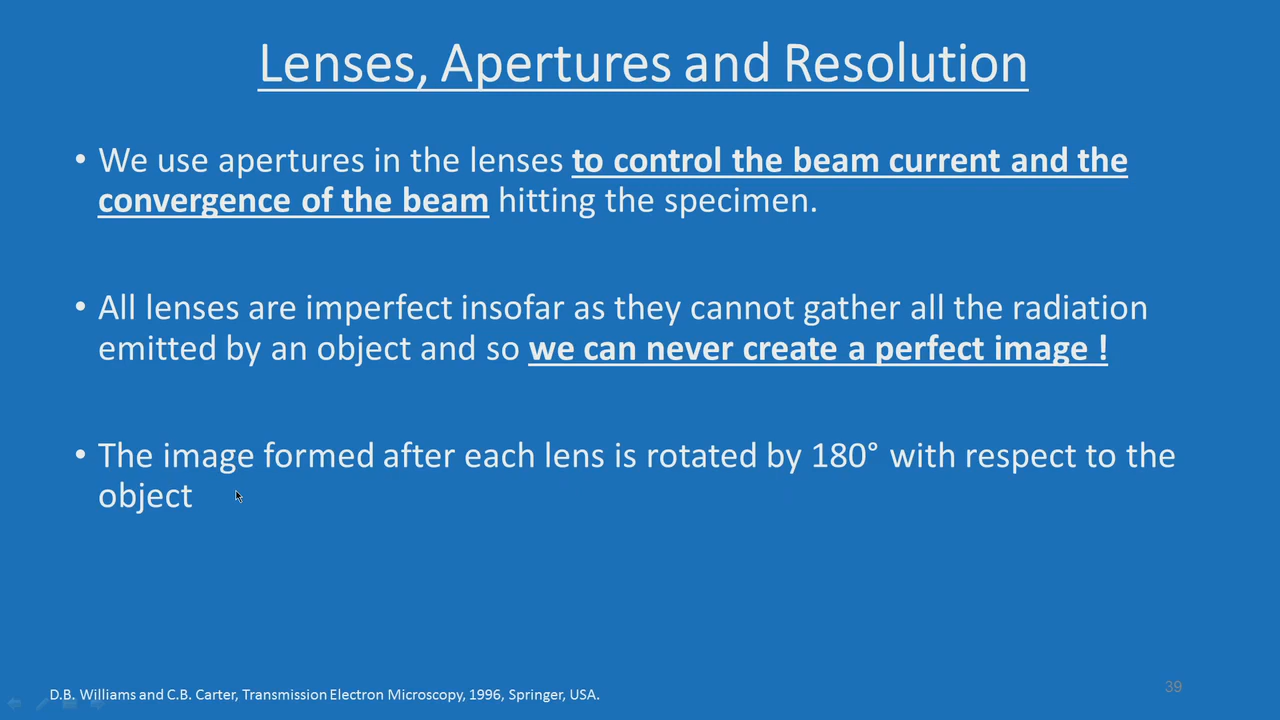 Lenses, Apertures and Resolution
• We use apertures in the lenses to control the beam current and the
convergence of the beam hitting the specimen.
• All lenses are imperfect insofar as they cannot gather all the radiation
emitted by an object and so we can never create a perfect image !
• The image formed after each lens is rotated by 180° with respect to the
object
D.B. Williams and C.B. Carter, Transmission Electron Microscopy, 1996, Springer, USA.
39